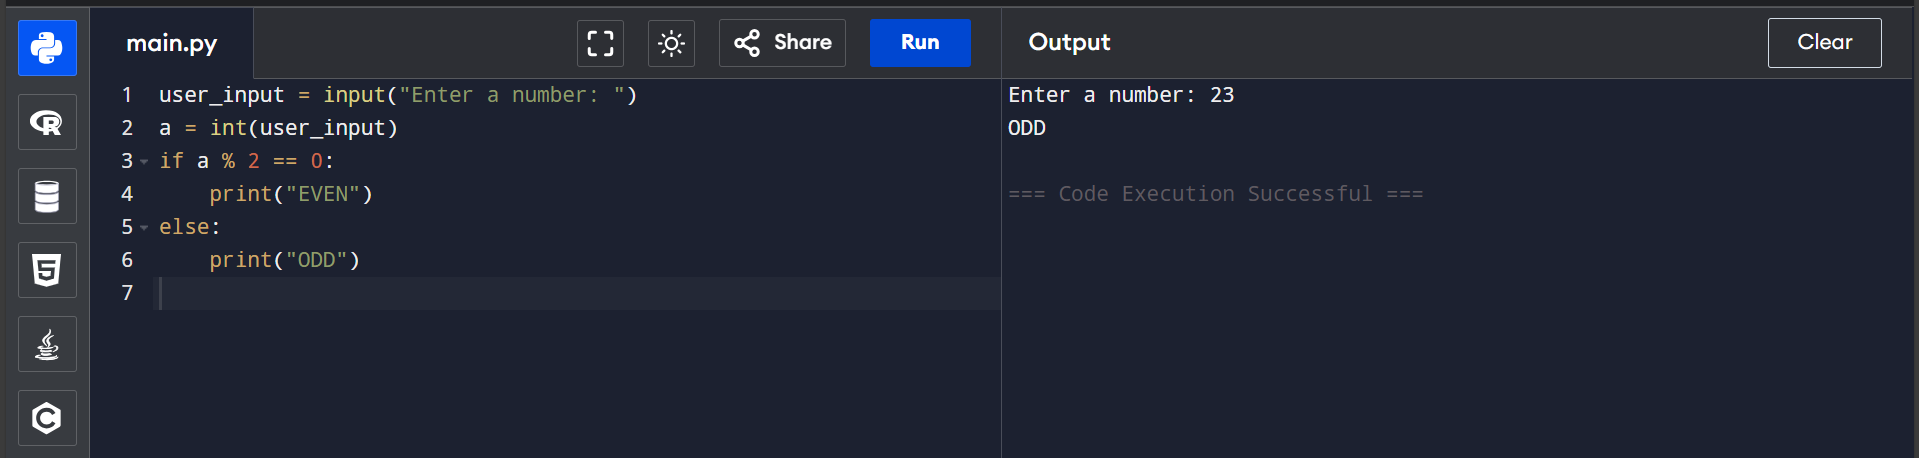 main.py
Share
Run
Output
Clear
1 user_input = input("Enter a number: ")
2 a = int(user_input)
3 if a % 2 == 0:
4     print("EVEN")
5 else:
6     print("ODD")
7
Enter a number: 23
ODD
=== Code Execution Successful ===
R
5
C